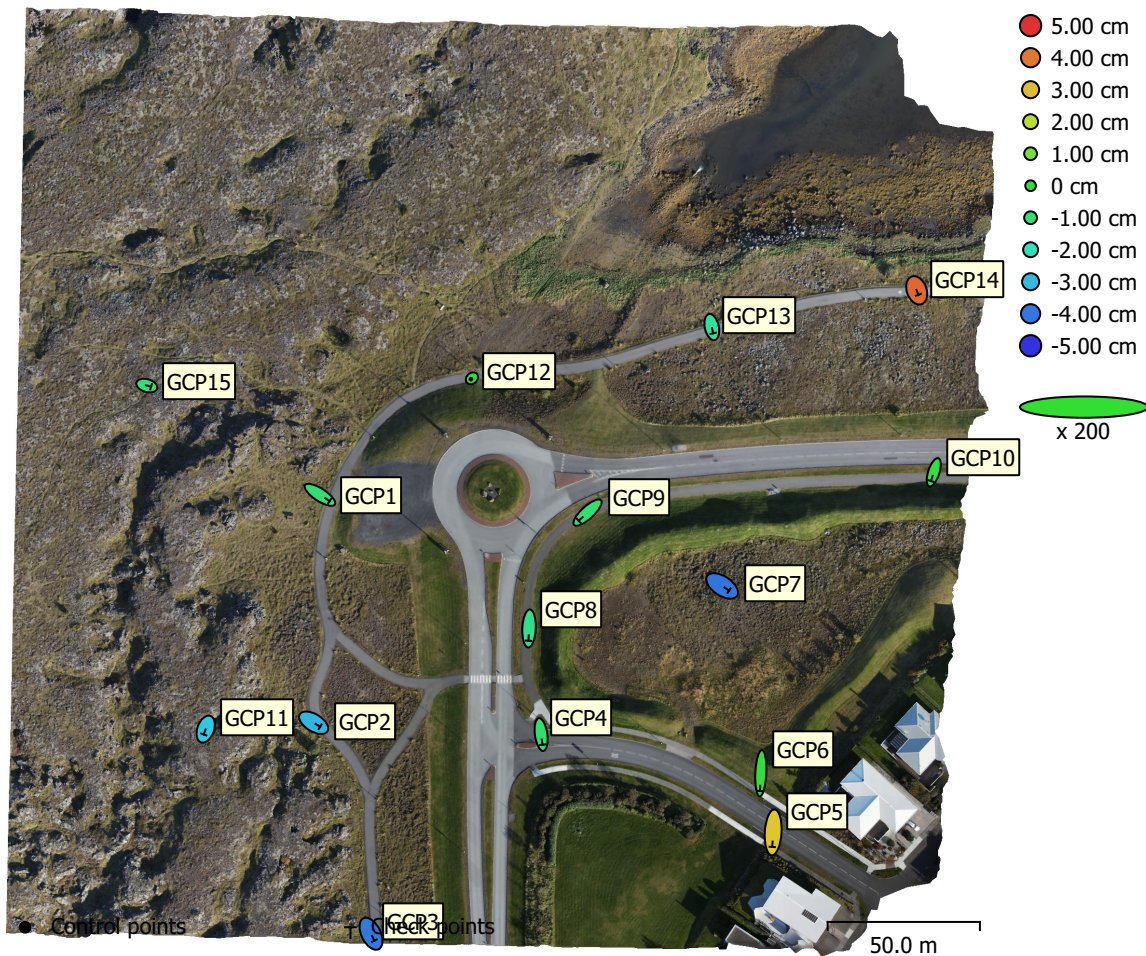 5.00 cm
4.00 cm
3.00 cm
2.00 cm
1.00 cm
0 cm
-1.00 cm
-2.00 cm
-3.00 cm
-4.00 cm
-5.00 cm
x 200
GCP14
GCP13
GCP12
GCP15
GCP10
GCP1
GCP9
GCP7
GCP8
GCP11
GCP2
GCP4
GCP6
GCP5
GCP3
Control points
Check points
50.0 m